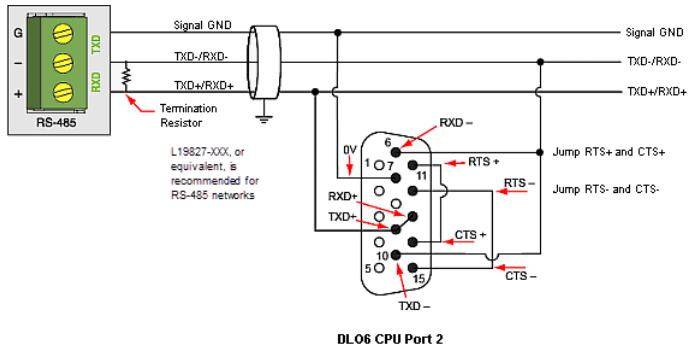 Signal GND
Signal GND
G
TXD
TXD-/RXD-
TXD-/RXD-
−
RXD
TXD+/RXD+
TXD+/RXD+
+
RS-485
Termination
Resistor
L19827-XXX, or
equivalent, is
recommended for
RS-485 networks
RXD −
0V
6
1
7
11
RTS +
Jump RTS+ and CTS+
RTS −
Jump RTS- and CTS-
RXD+
TXD+
CTS +
10
5
15
CTS −
TXD −
DL06 CPU Port 2